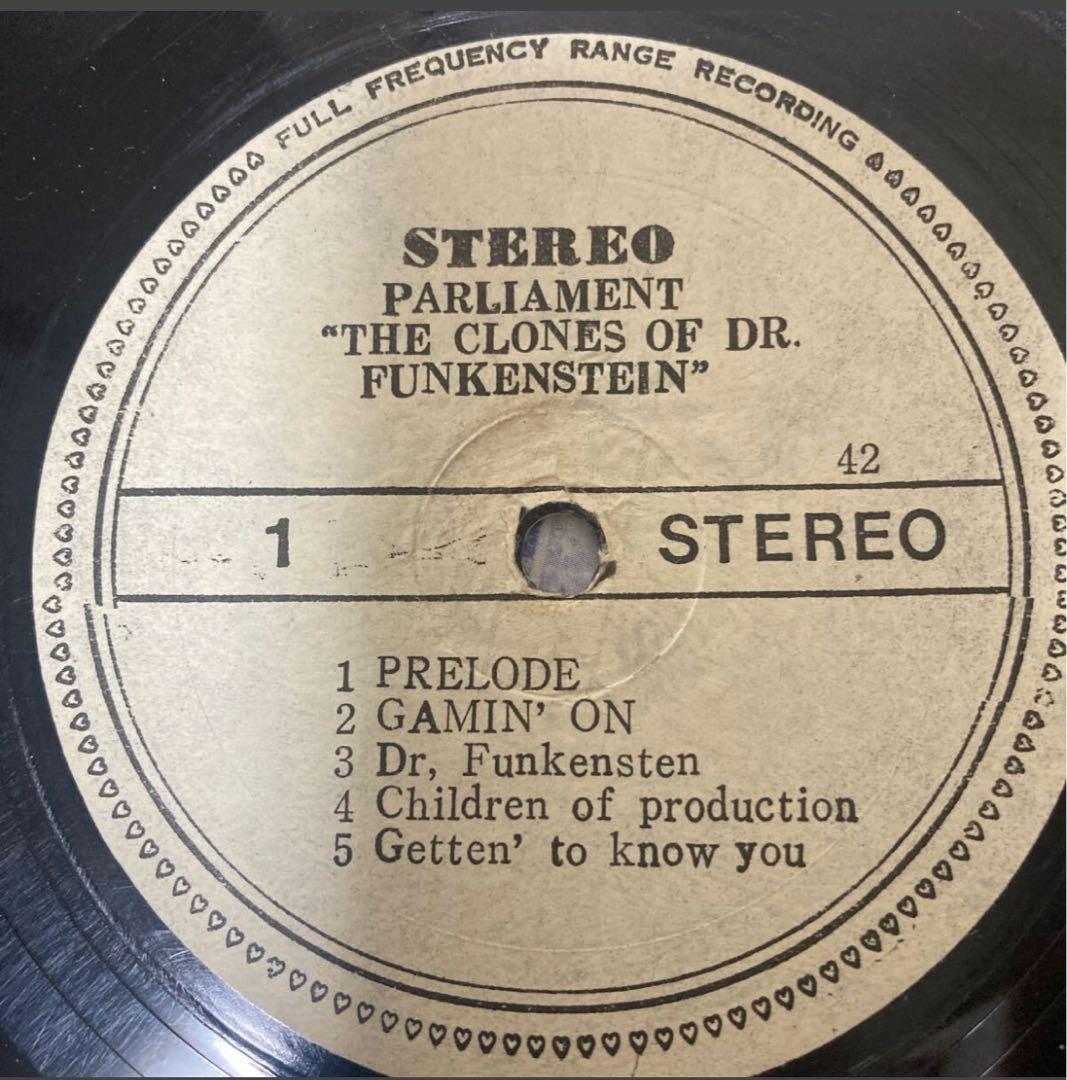 FULL FREQUENCY RANGE RECORDING
STEREO
PARLIAMENT
“THE CLONES OF DR.
FUNKENSTEIN”
42
1 STEREO
1 PRELODE
2 GAMIN’ ON
3 Dr, Funkensten
4 Children of production
5 Getten’ to know you